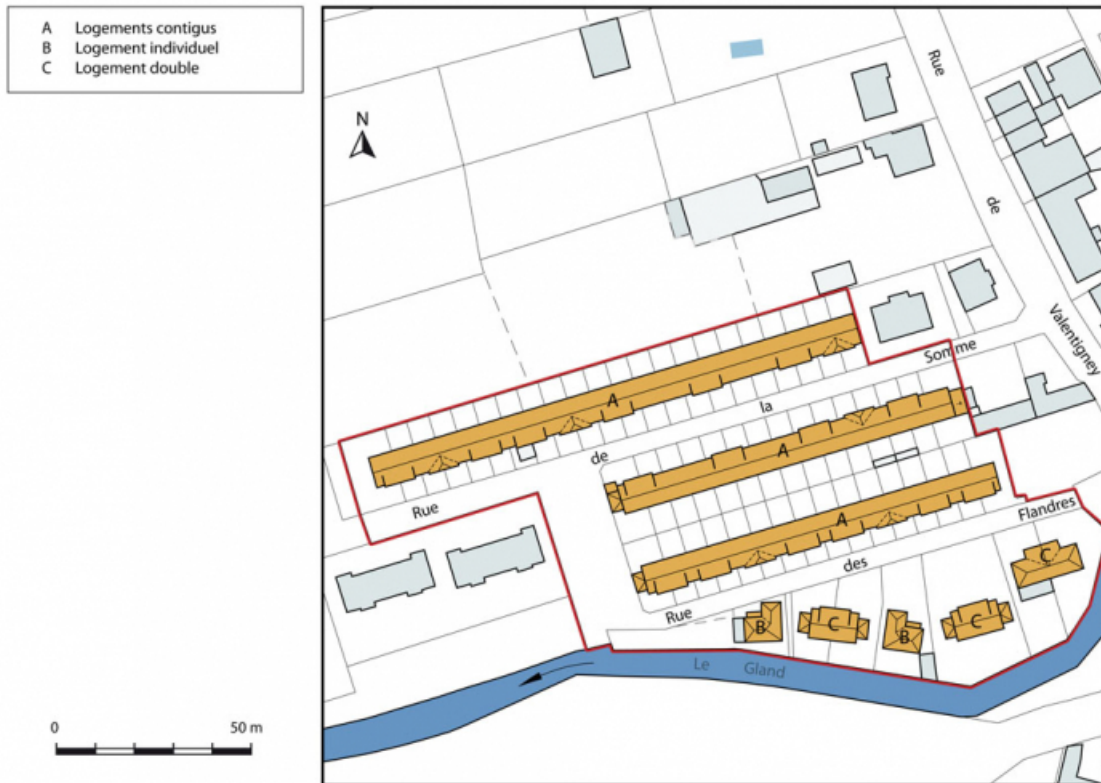 A Logements contigus
B Logement individuel
C Logement double
N
Rue
de
Valentigney
Somme
la
de
Rue
A
A
A
Flandres
des
Rue
C
B
C
B
C
Le Gland
0 50 m